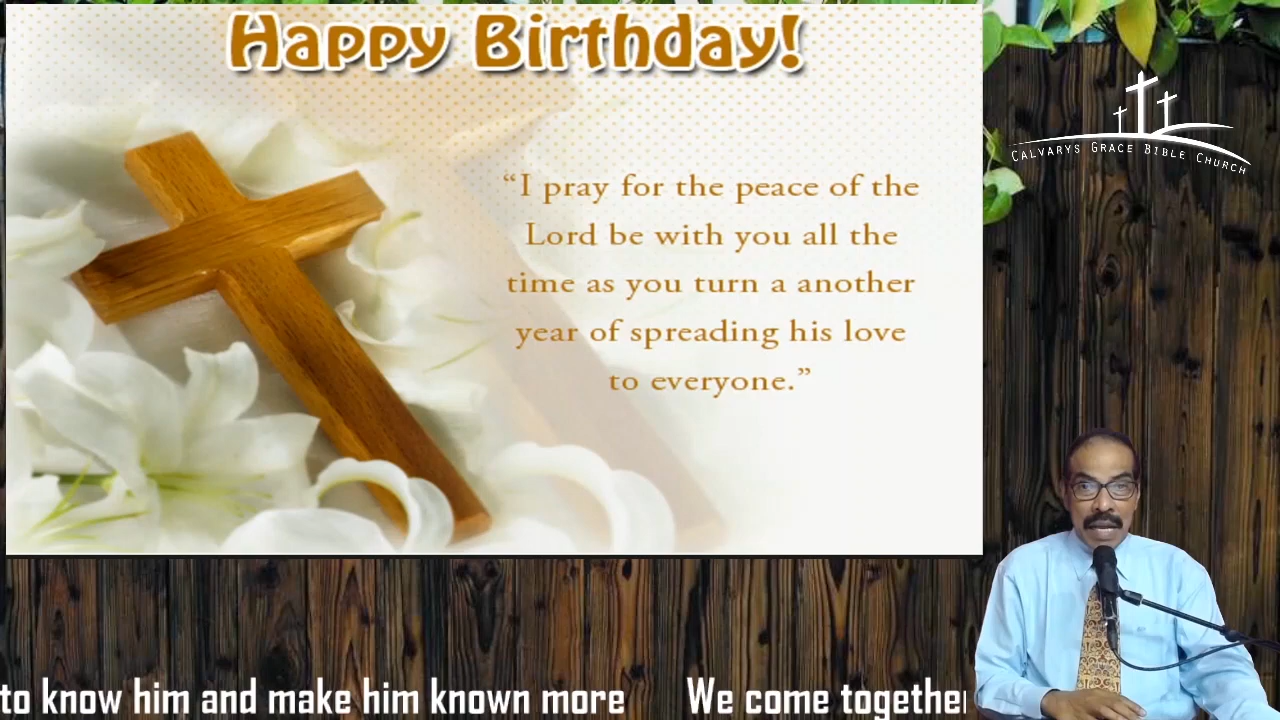 Happy Birthday!
CALVARYS GRACE BIBLE CHURCH
“I pray for the peace of the
Lord be with you all the
time as you turn a another
year of spreading his love
to everyone.”
to know him and make him known more We come together